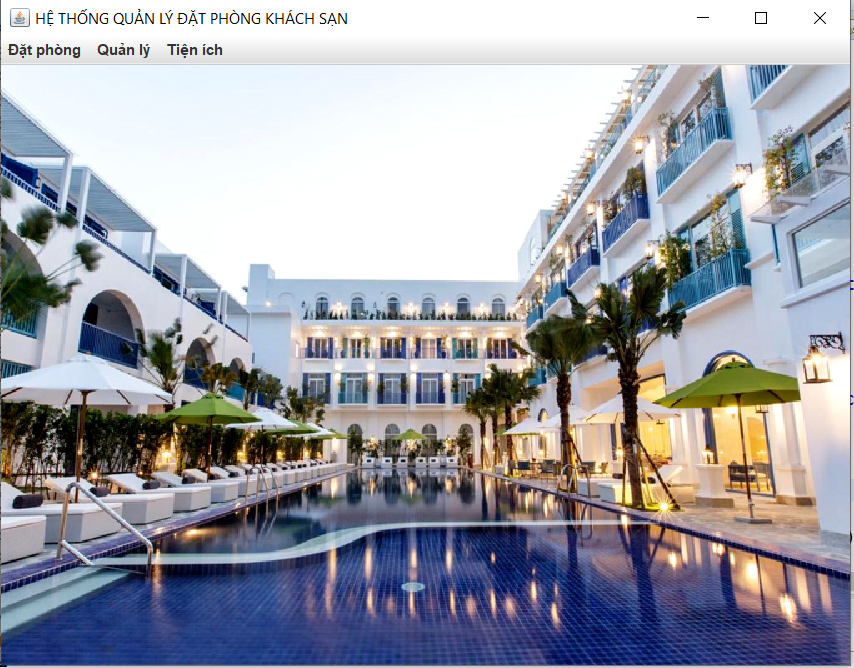 HỆ THỐNG QUẢN LÝ ĐẶT PHÒNG KHÁCH SẠN
Đặt phòng Quản lý Tiện ích